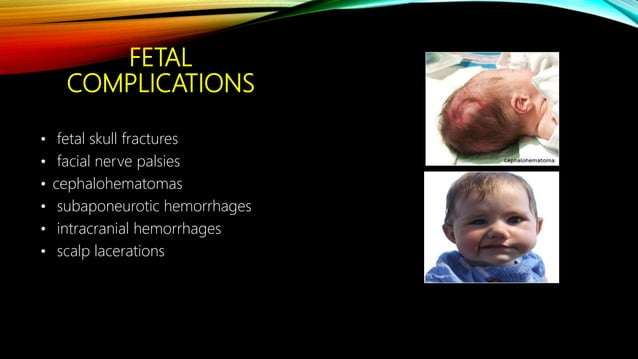 FETAL
COMPLICATIONS
• fetal skull fractures
• facial nerve palsies
• cephalohematomas
• subaponeurotic hemorrhages
• intracranial hemorrhages
• scalp lacerations
cephalohematoma